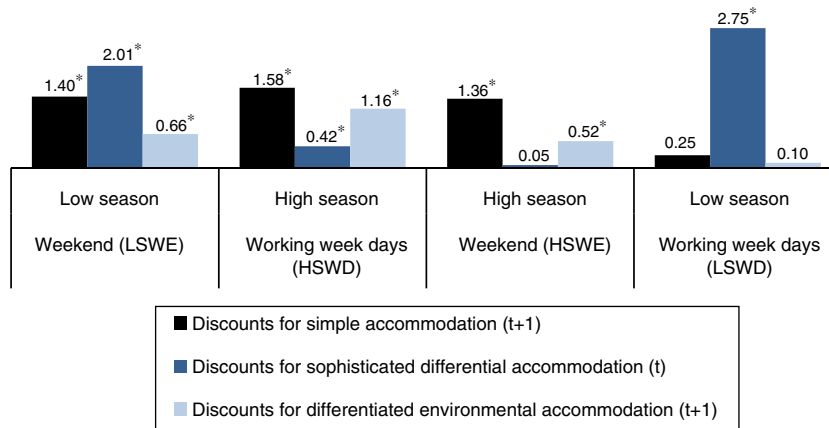 1.40*
2.01*
0.66*
1.58*
0.42*
1.16*
1.36*
0.05
0.52*
0.25
2.75*
0.10
Low season
High season
High season
Low season
Weekend (LSWE)
Working week days
(HSWD)
Weekend (HSWE)
Working week days
(LSWD)
Discounts for simple accommodation (t+1)
Discounts for sophisticated differential accommodation (t)
Discounts for differentiated environmental accommodation (t+1)